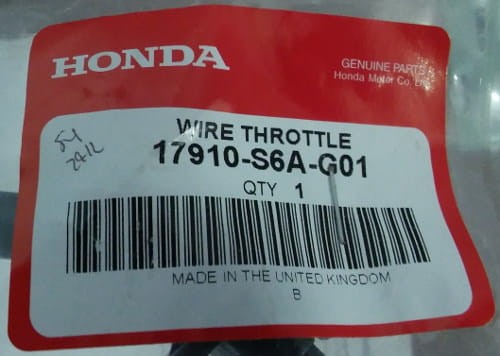 HONDA
GENUINE PARTS
Honda Motor Co.
WIRE THROTTLE
17910-S6A-G01
QTY 1
MADE IN THE UNITED KINGDOM
B